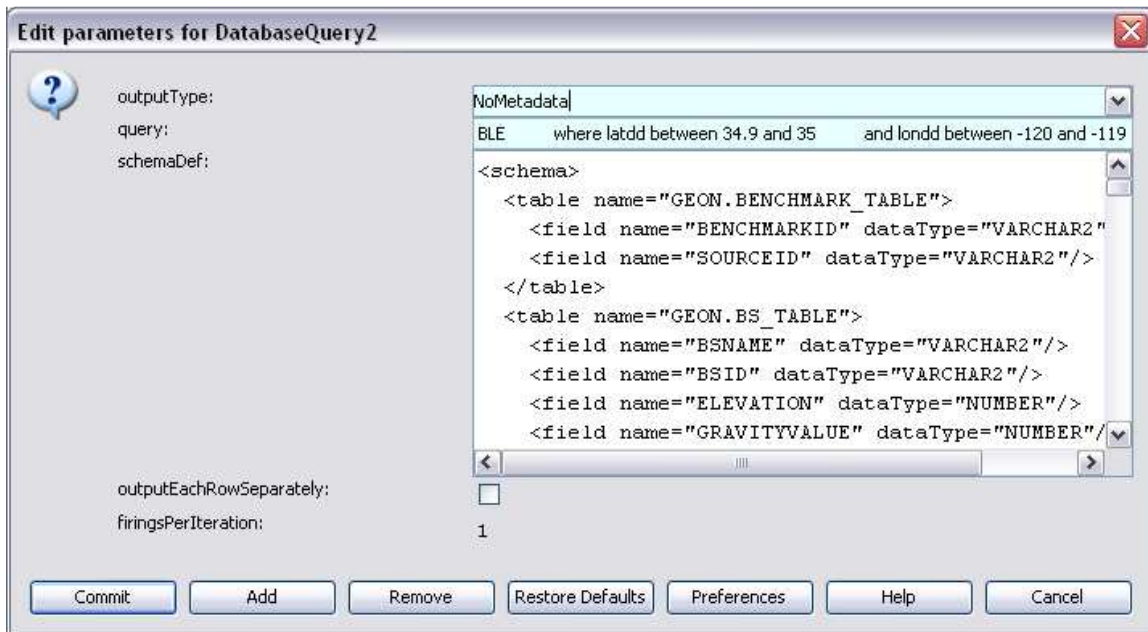 Edit parameters for DatabaseQuery2
outputType: NoMetadata
query: BLE where latdd between 34.9 and 35 and londd between -120 and -119
schemaDef: <schema>
<table name="GEON.BENCHMARK_TABLE">
<field name="BENCHMARKID" dataType="VARCHAR2"
<field name="SOURCEID" dataType="VARCHAR2"/>
</table>
<table name="GEON.BS_TABLE">
<field name="BSNAME" dataType="VARCHAR2"/>
<field name="BSID" dataType="VARCHAR2"/>
<field name="ELEVATION" dataType="NUMBER"/>
<field name="GRAVITYVALUE" dataType="NUMBER"/
outputEachRowSeparately:
firingsPerIteration: 1
Commit Add Remove Restore Defaults Preferences Help Cancel